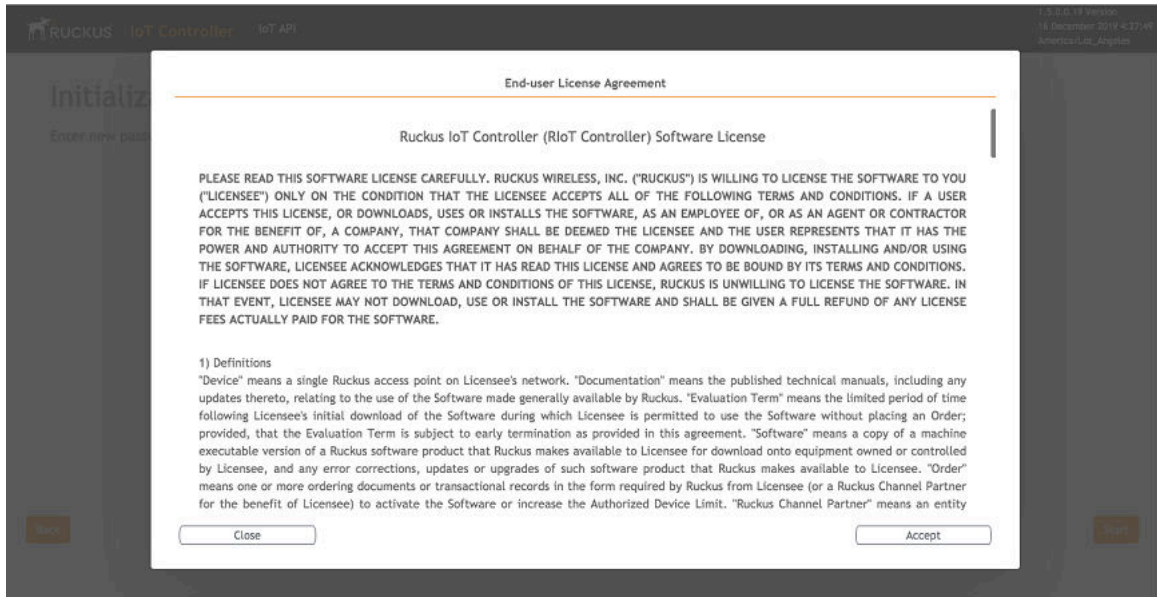 RUCKUS IoT Controller IoT API
1.5.0.0.19 Version
16 December 2019 4:27:49
America/Los_Angeles
Initializ
Enter new pass
End-user License Agreement
Ruckus IoT Controller (RIoT Controller) Software License
PLEASE READ THIS SOFTWARE LICENSE CAREFULLY. RUCKUS WIRELESS, INC. ("RUCKUS") IS WILLING TO LICENSE THE SOFTWARE TO YOU
("LICENSEE") ONLY ON THE CONDITION THAT THE LICENSEE ACCEPTS ALL OF THE FOLLOWING TERMS AND CONDITIONS. IF A USER
ACCEPTS THIS LICENSE, OR DOWNLOADS, USES OR INSTALLS THE SOFTWARE, AS AN EMPLOYEE OF, OR AS AN AGENT OR CONTRACTOR
FOR THE BENEFIT OF, A COMPANY, THAT COMPANY SHALL BE DEEMED THE LICENSEE AND THE USER REPRESENTS THAT IT HAS THE
POWER AND AUTHORITY TO ACCEPT THIS AGREEMENT ON BEHALF OF THE COMPANY. BY DOWNLOADING, INSTALLING AND/OR USING
THE SOFTWARE, LICENSEE ACKNOWLEDGES THAT IT HAS READ THIS LICENSE AND AGREES TO BE BOUND BY ITS TERMS AND CONDITIONS.
IF LICENSEE DOES NOT AGREE TO THE TERMS AND CONDITIONS OF THIS LICENSE, RUCKUS IS UNWILLING TO LICENSE THE SOFTWARE. IN
THAT EVENT, LICENSEE MAY NOT DOWNLOAD, USE OR INSTALL THE SOFTWARE AND SHALL BE GIVEN A FULL REFUND OF ANY LICENSE
FEES ACTUALLY PAID FOR THE SOFTWARE.
1) Definitions
"Device" means a single Ruckus access point on Licensee's network. "Documentation" means the published technical manuals, including any
updates thereto, relating to the use of the Software made generally available by Ruckus. "Evaluation Term" means the limited period of time
following Licensee's initial download of the Software during which Licensee is permitted to use the Software without placing an Order;
provided, that the Evaluation Term is subject to early termination as provided in this agreement. "Software" means a copy of a machine
executable version of a Ruckus software product that Ruckus makes available to Licensee for download onto equipment owned or controlled
by Licensee, and any error corrections, updates or upgrades of such software product that Ruckus makes available to Licensee. "Order"
means one or more ordering documents or transactional records in the form required by Ruckus from Licensee (or a Ruckus Channel Partner
for the benefit of Licensee) to activate the Software or increase the Authorized Device Limit. "Ruckus Channel Partner" means an entity
Back
Close
Accept
Start